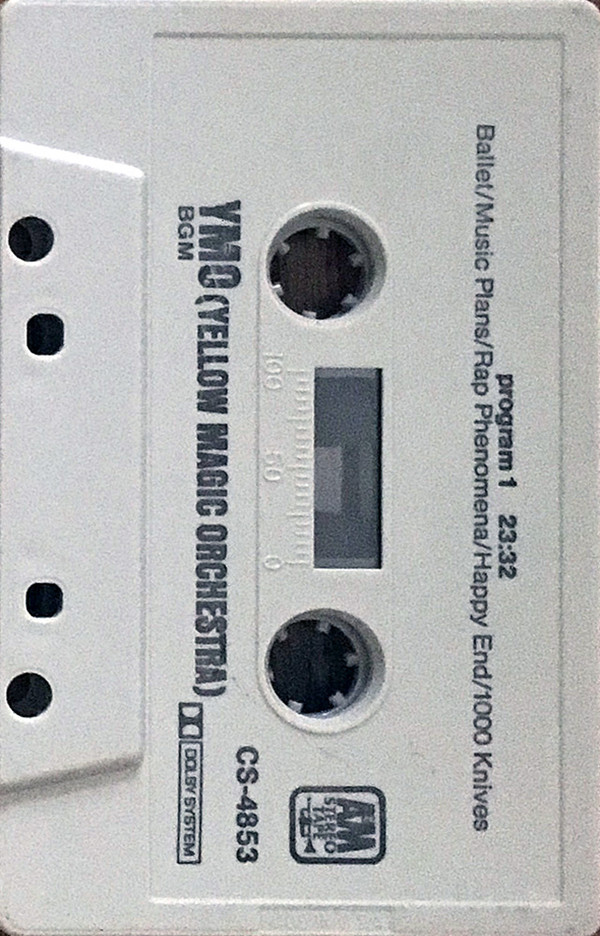 program 1 23:32
Ballet/Music Plans/Rap Phenomena/Happy End/1000 Knives
AM
STEREO
TAPE
CS-4853
100 50 0
YMO (YELLOW MAGIC ORCHESTRA)
BGM
DOLBY SYSTEM